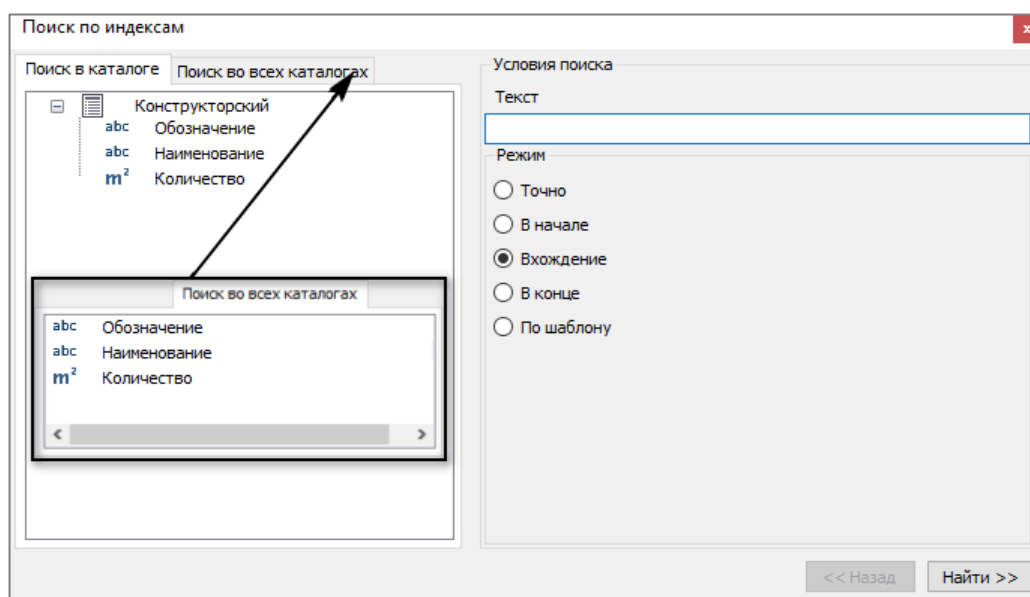 Поиск по индексам
x
Поиск в каталоге
Поиск во всех каталогах
Конструкторский
abc Обозначение
abc Наименование
m² Количество
Поиск во всех каталогах
abc Обозначение
abc Наименование
m² Количество
Условия поиска
Текст
Режим
Точно
В начале
Вхождение
В конце
По шаблону
<< Назад
Найти >>